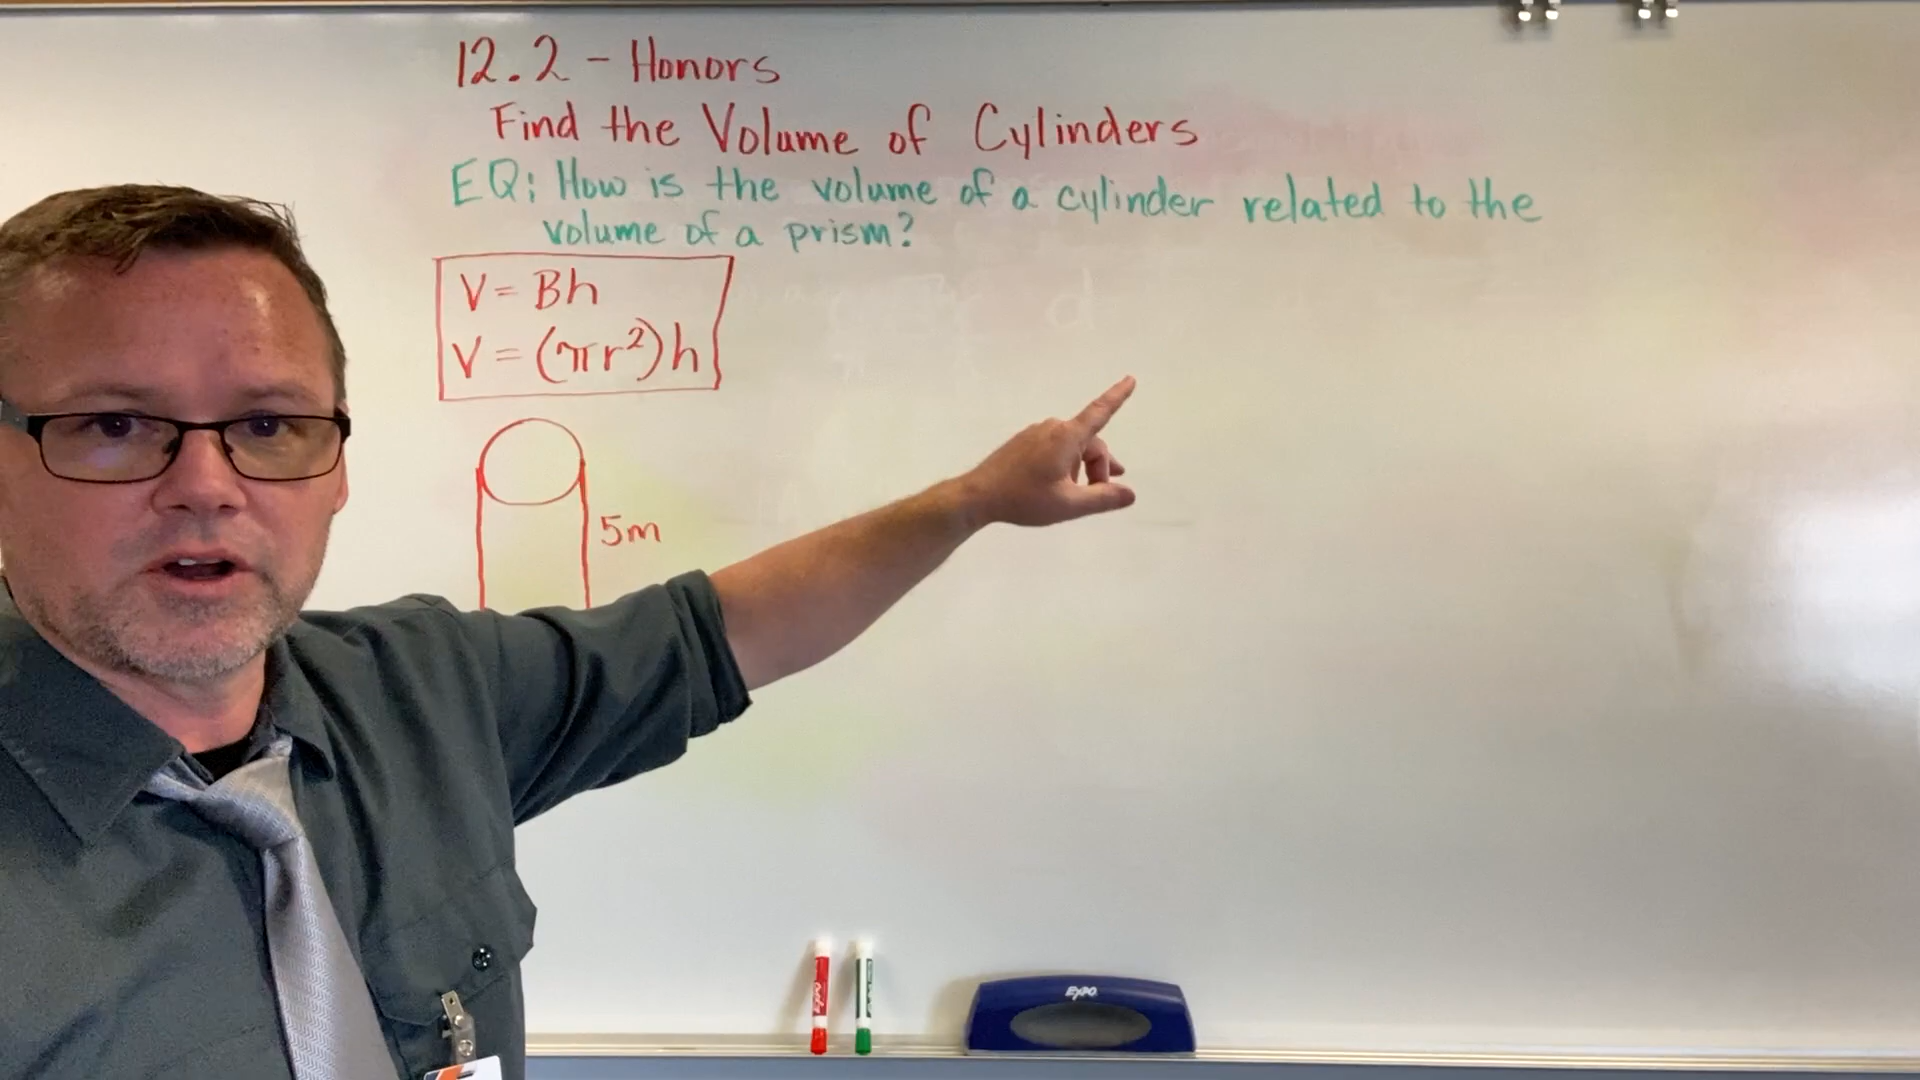 12.2 - Honors
Find the Volume of Cylinders
EQ: How is the volume of a cylinder related to the
volume of a prism?
V = Bh
V = (πr²)h
5m
EXPO